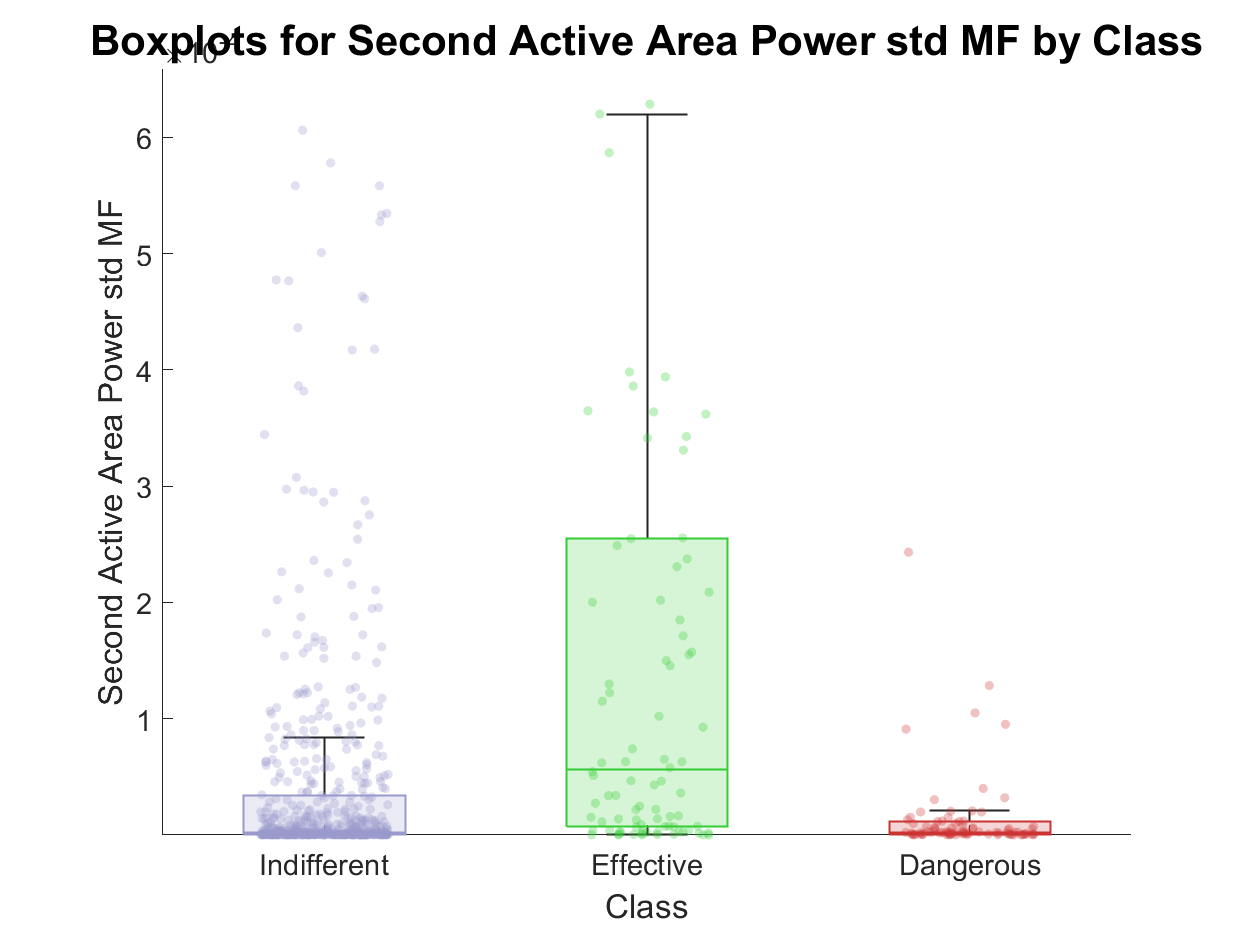 Boxplots for Second Active Area Power std MF by Class
Second Active Area Power std MF
6
5
4
3
2
1
Indifferent
Effective
Dangerous
Class